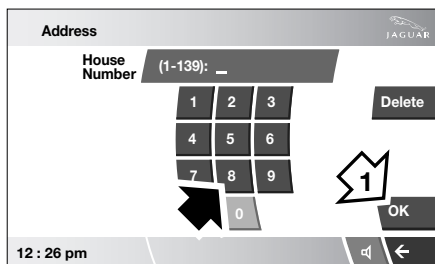 Address
JAGUAR
House
Number
(1-139): _
1 2 3
Delete
4 5 6
7 8 9
1
0
OK
12 : 26 pm